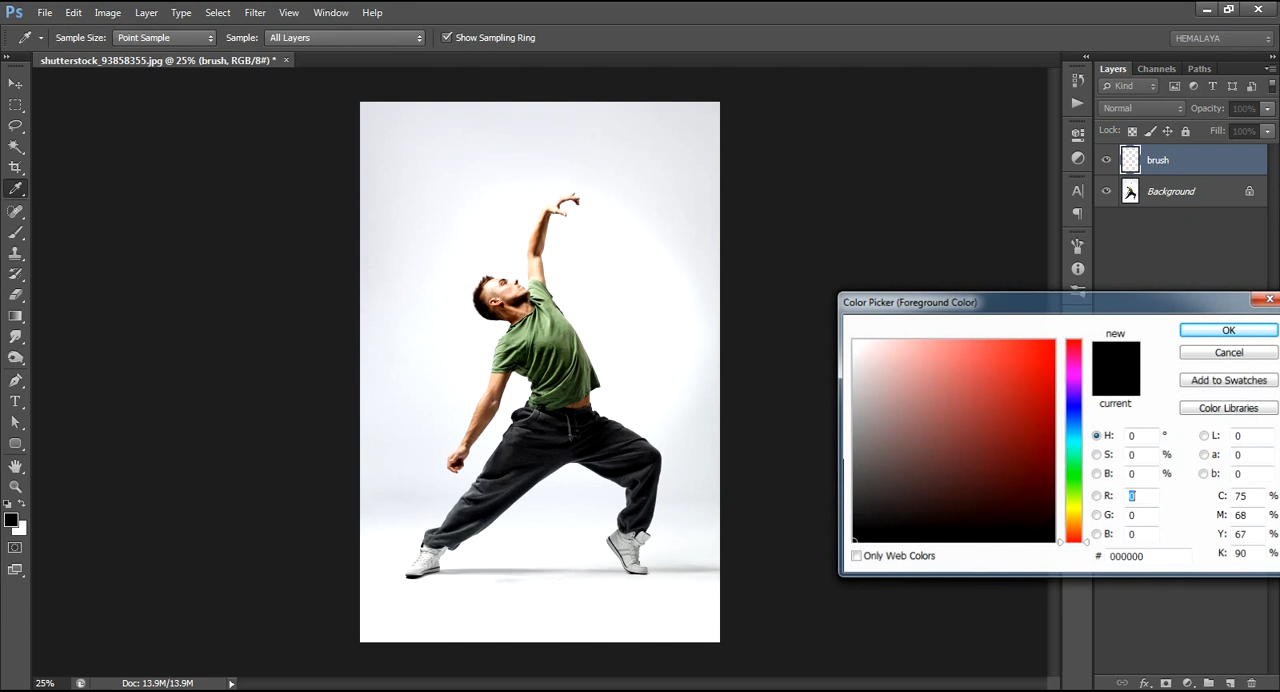 Ps File Edit Image Layer Type Select Filter View Window Help
Sample Size: Point Sample Sample: All Layers Show Sampling Ring HEMALAYA
shutterstock_93858355.jpg @ 25% (brush, RGB/8#) * ×
Layers Channels Paths
Kind
Normal Opacity: 100%
Lock: Fill: 100%
brush
Background
Color Picker (Foreground Color)
new
OK
Cancel
Add to Swatches
current
Color Libraries
H: 0 ° L: 0
S: 0 % a: 0
B: 0 % b: 0
R: 0 C: 75 %
G: 0 M: 68 %
B: 0 Y: 67 %
Only Web Colors # 000000 K: 90 %
25% Doc: 13.9M/13.9M